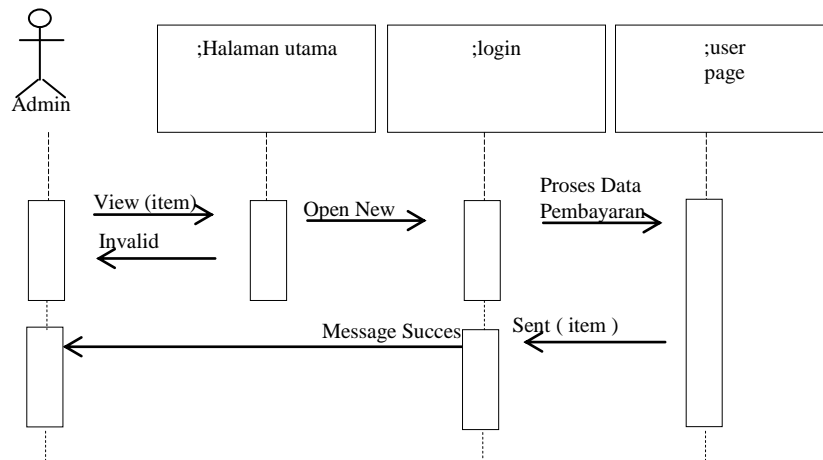 ;Halaman utama
;login
;user
page
Admin
View (item)
Open New
Proses Data
Pembayaran
Invalid
Message Succes
Sent ( item )